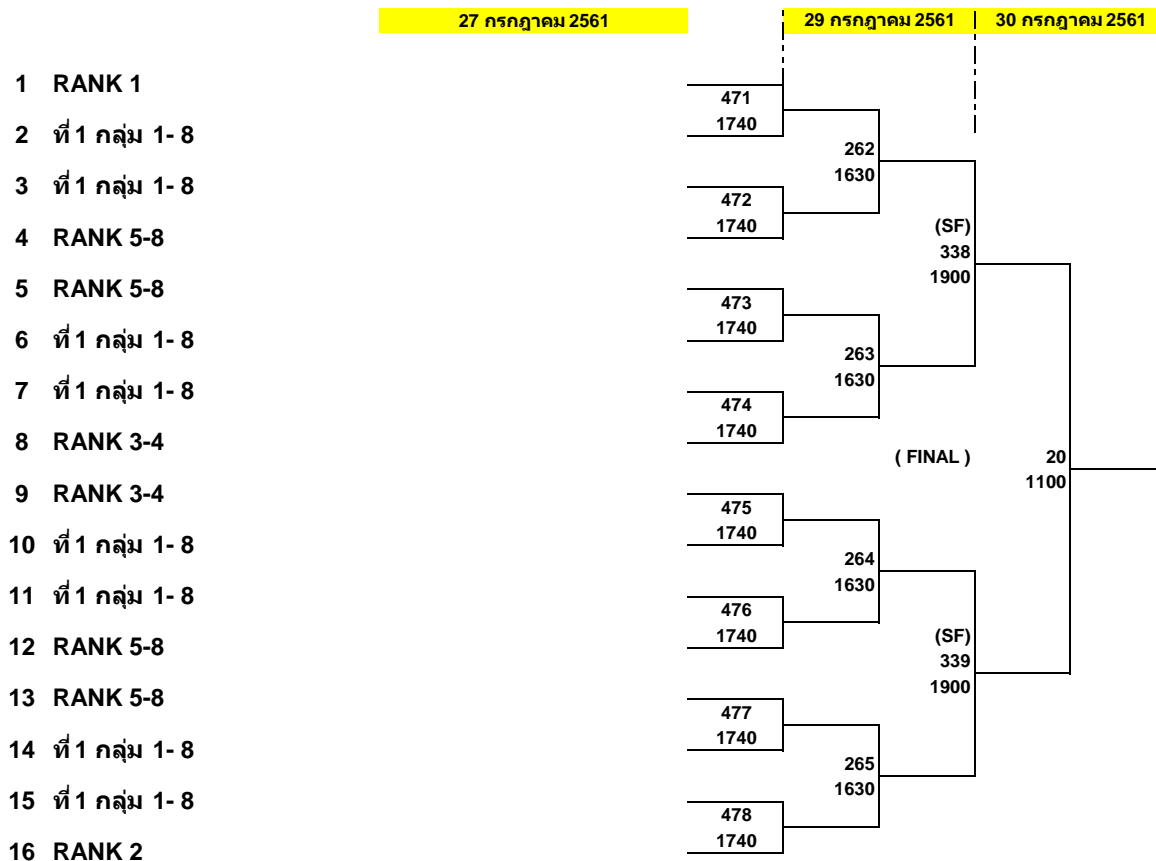 27 กรกฎาคม 2561 29 กรกฎาคม 2561 30 กรกฎาคม 2561
1 RANK 1
471
2 ที่ 1 กลุ่ม 1- 8
1740
262
3 ที่ 1 กลุ่ม 1- 8
1630
472
4 RANK 5-8
1740
(SF)
338
5 RANK 5-8
1900
473
6 ที่ 1 กลุ่ม 1- 8
1740
263
7 ที่ 1 กลุ่ม 1- 8
1630
474
8 RANK 3-4
1740
( FINAL ) 20
9 RANK 3-4
1100
475
10 ที่ 1 กลุ่ม 1- 8
1740
264
11 ที่ 1 กลุ่ม 1- 8
1630
476
12 RANK 5-8
1740
(SF)
339
13 RANK 5-8
1900
477
14 ที่ 1 กลุ่ม 1- 8
1740
265
15 ที่ 1 กลุ่ม 1- 8
1630
478
16 RANK 2
1740